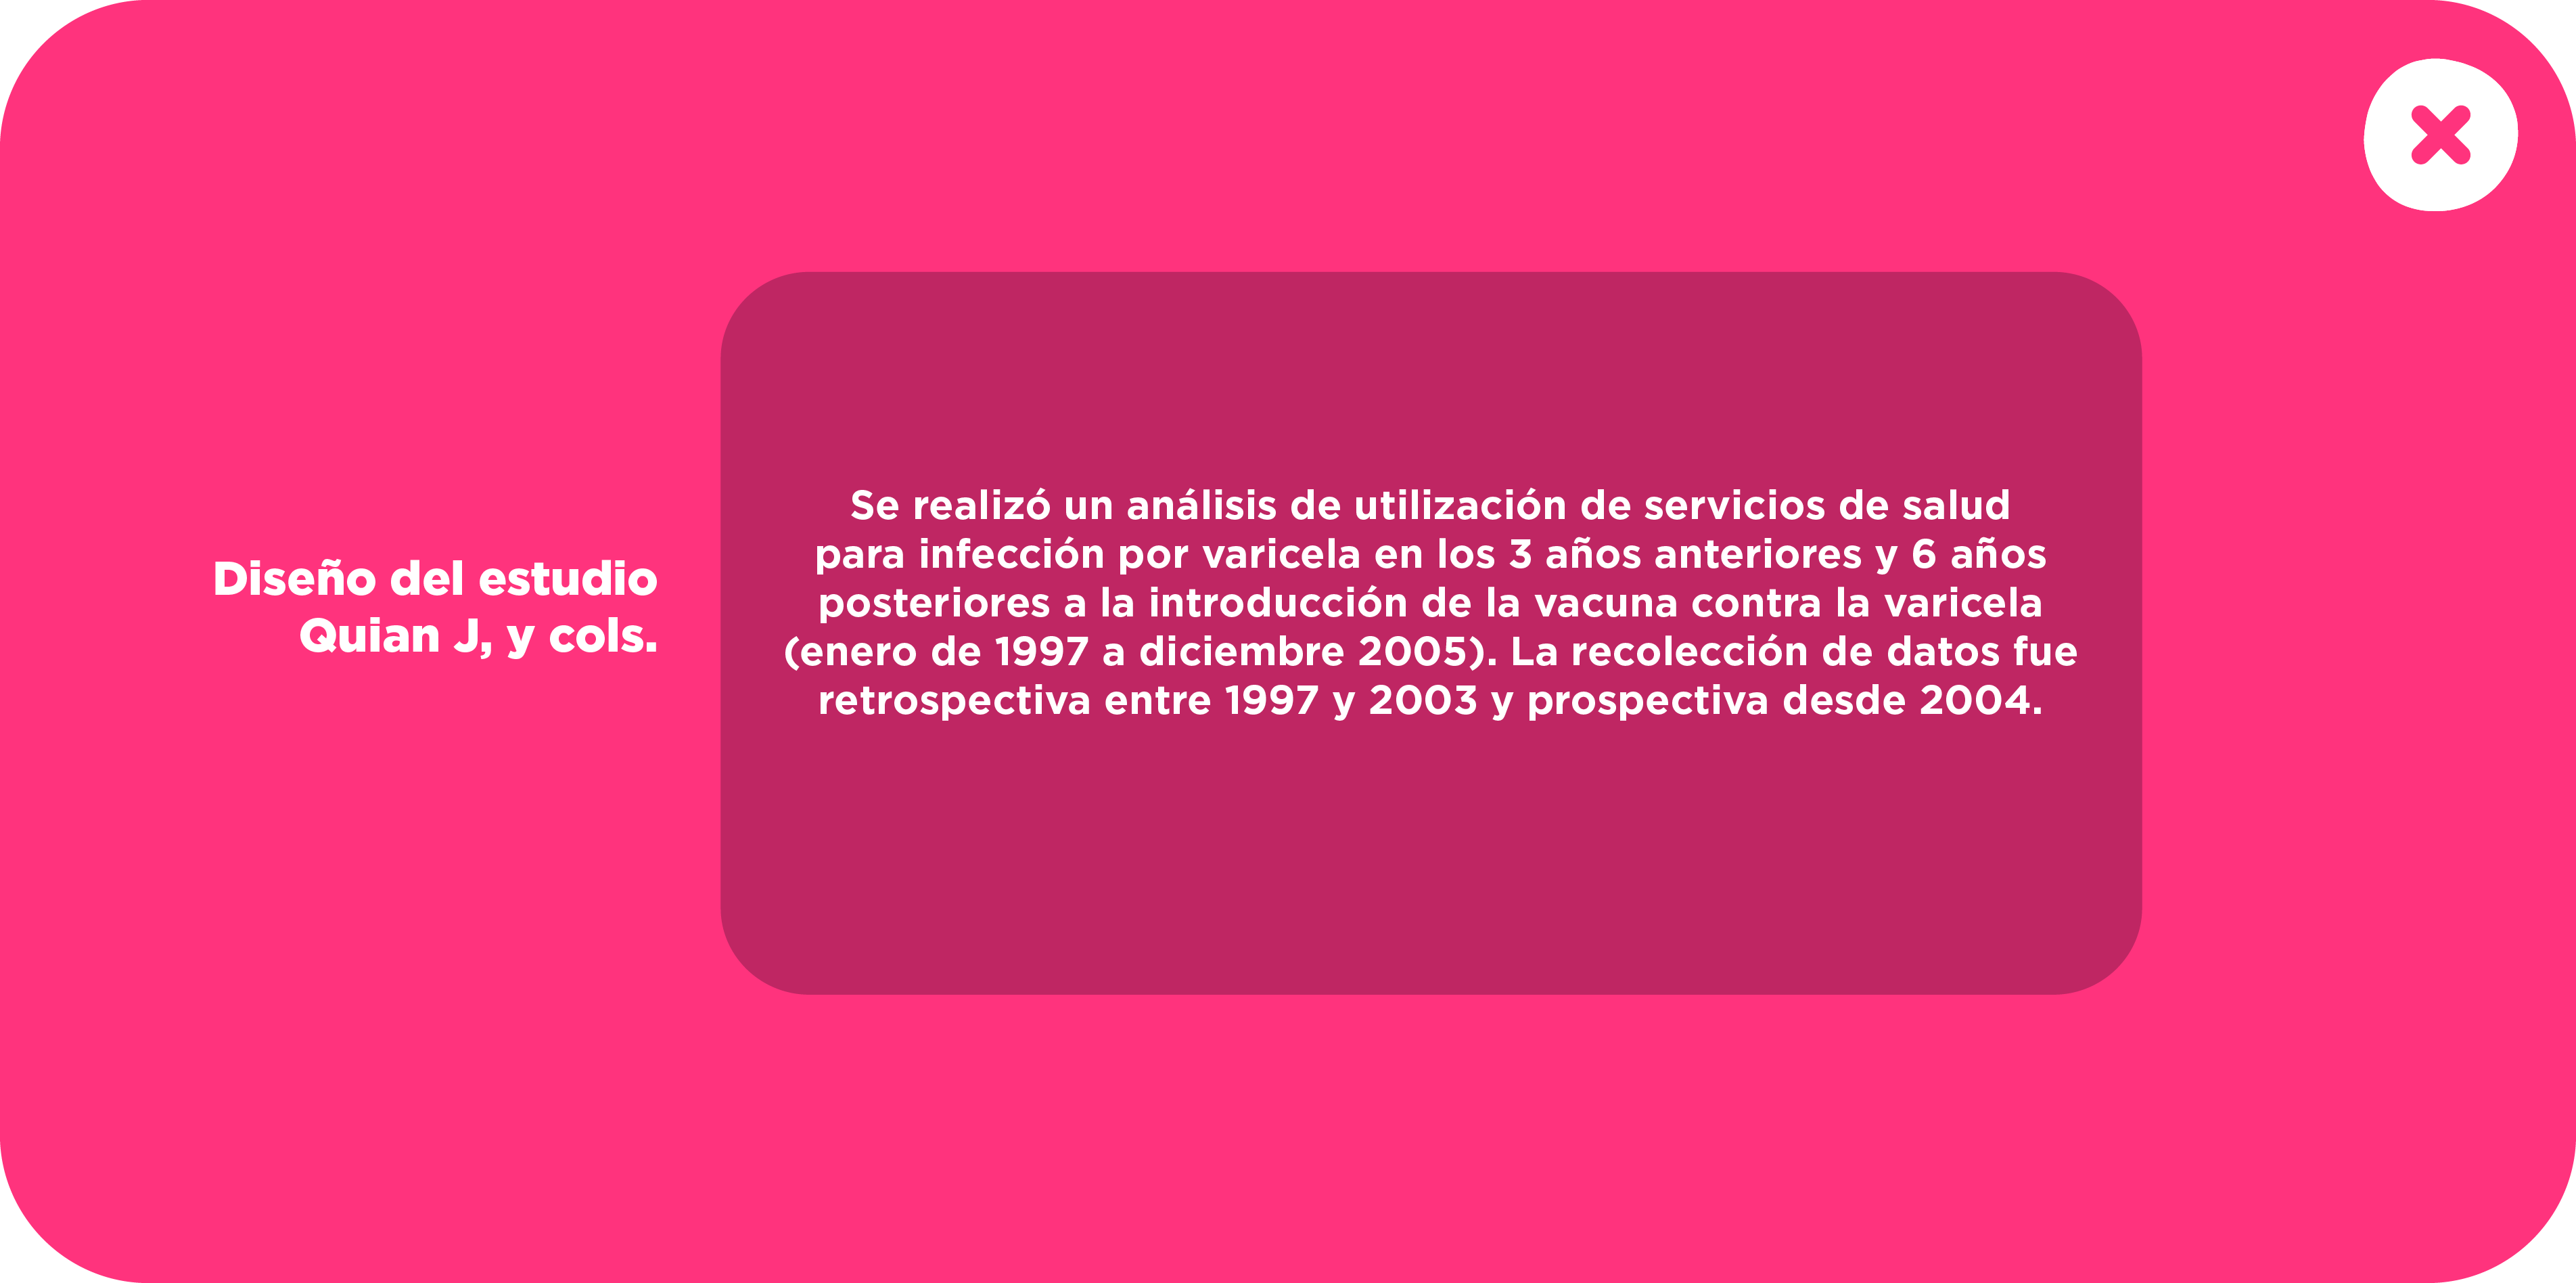 Diseño del estudio
Quian J, y cols.
Se realizó un análisis de utilización de servicios de salud
para infección por varicela en los 3 años anteriores y 6 años
posteriores a la introducción de la vacuna contra la varicela
(enero de 1997 a diciembre 2005). La recolección de datos fue
retrospectiva entre 1997 y 2003 y prospectiva desde 2004.